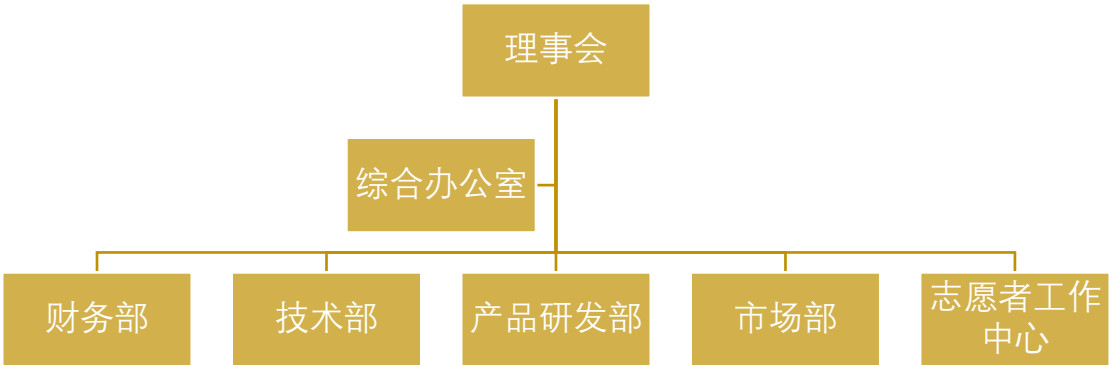 理事会
综合办公室
财务部
技术部
产品研发部
市场部
志愿者工作
中心